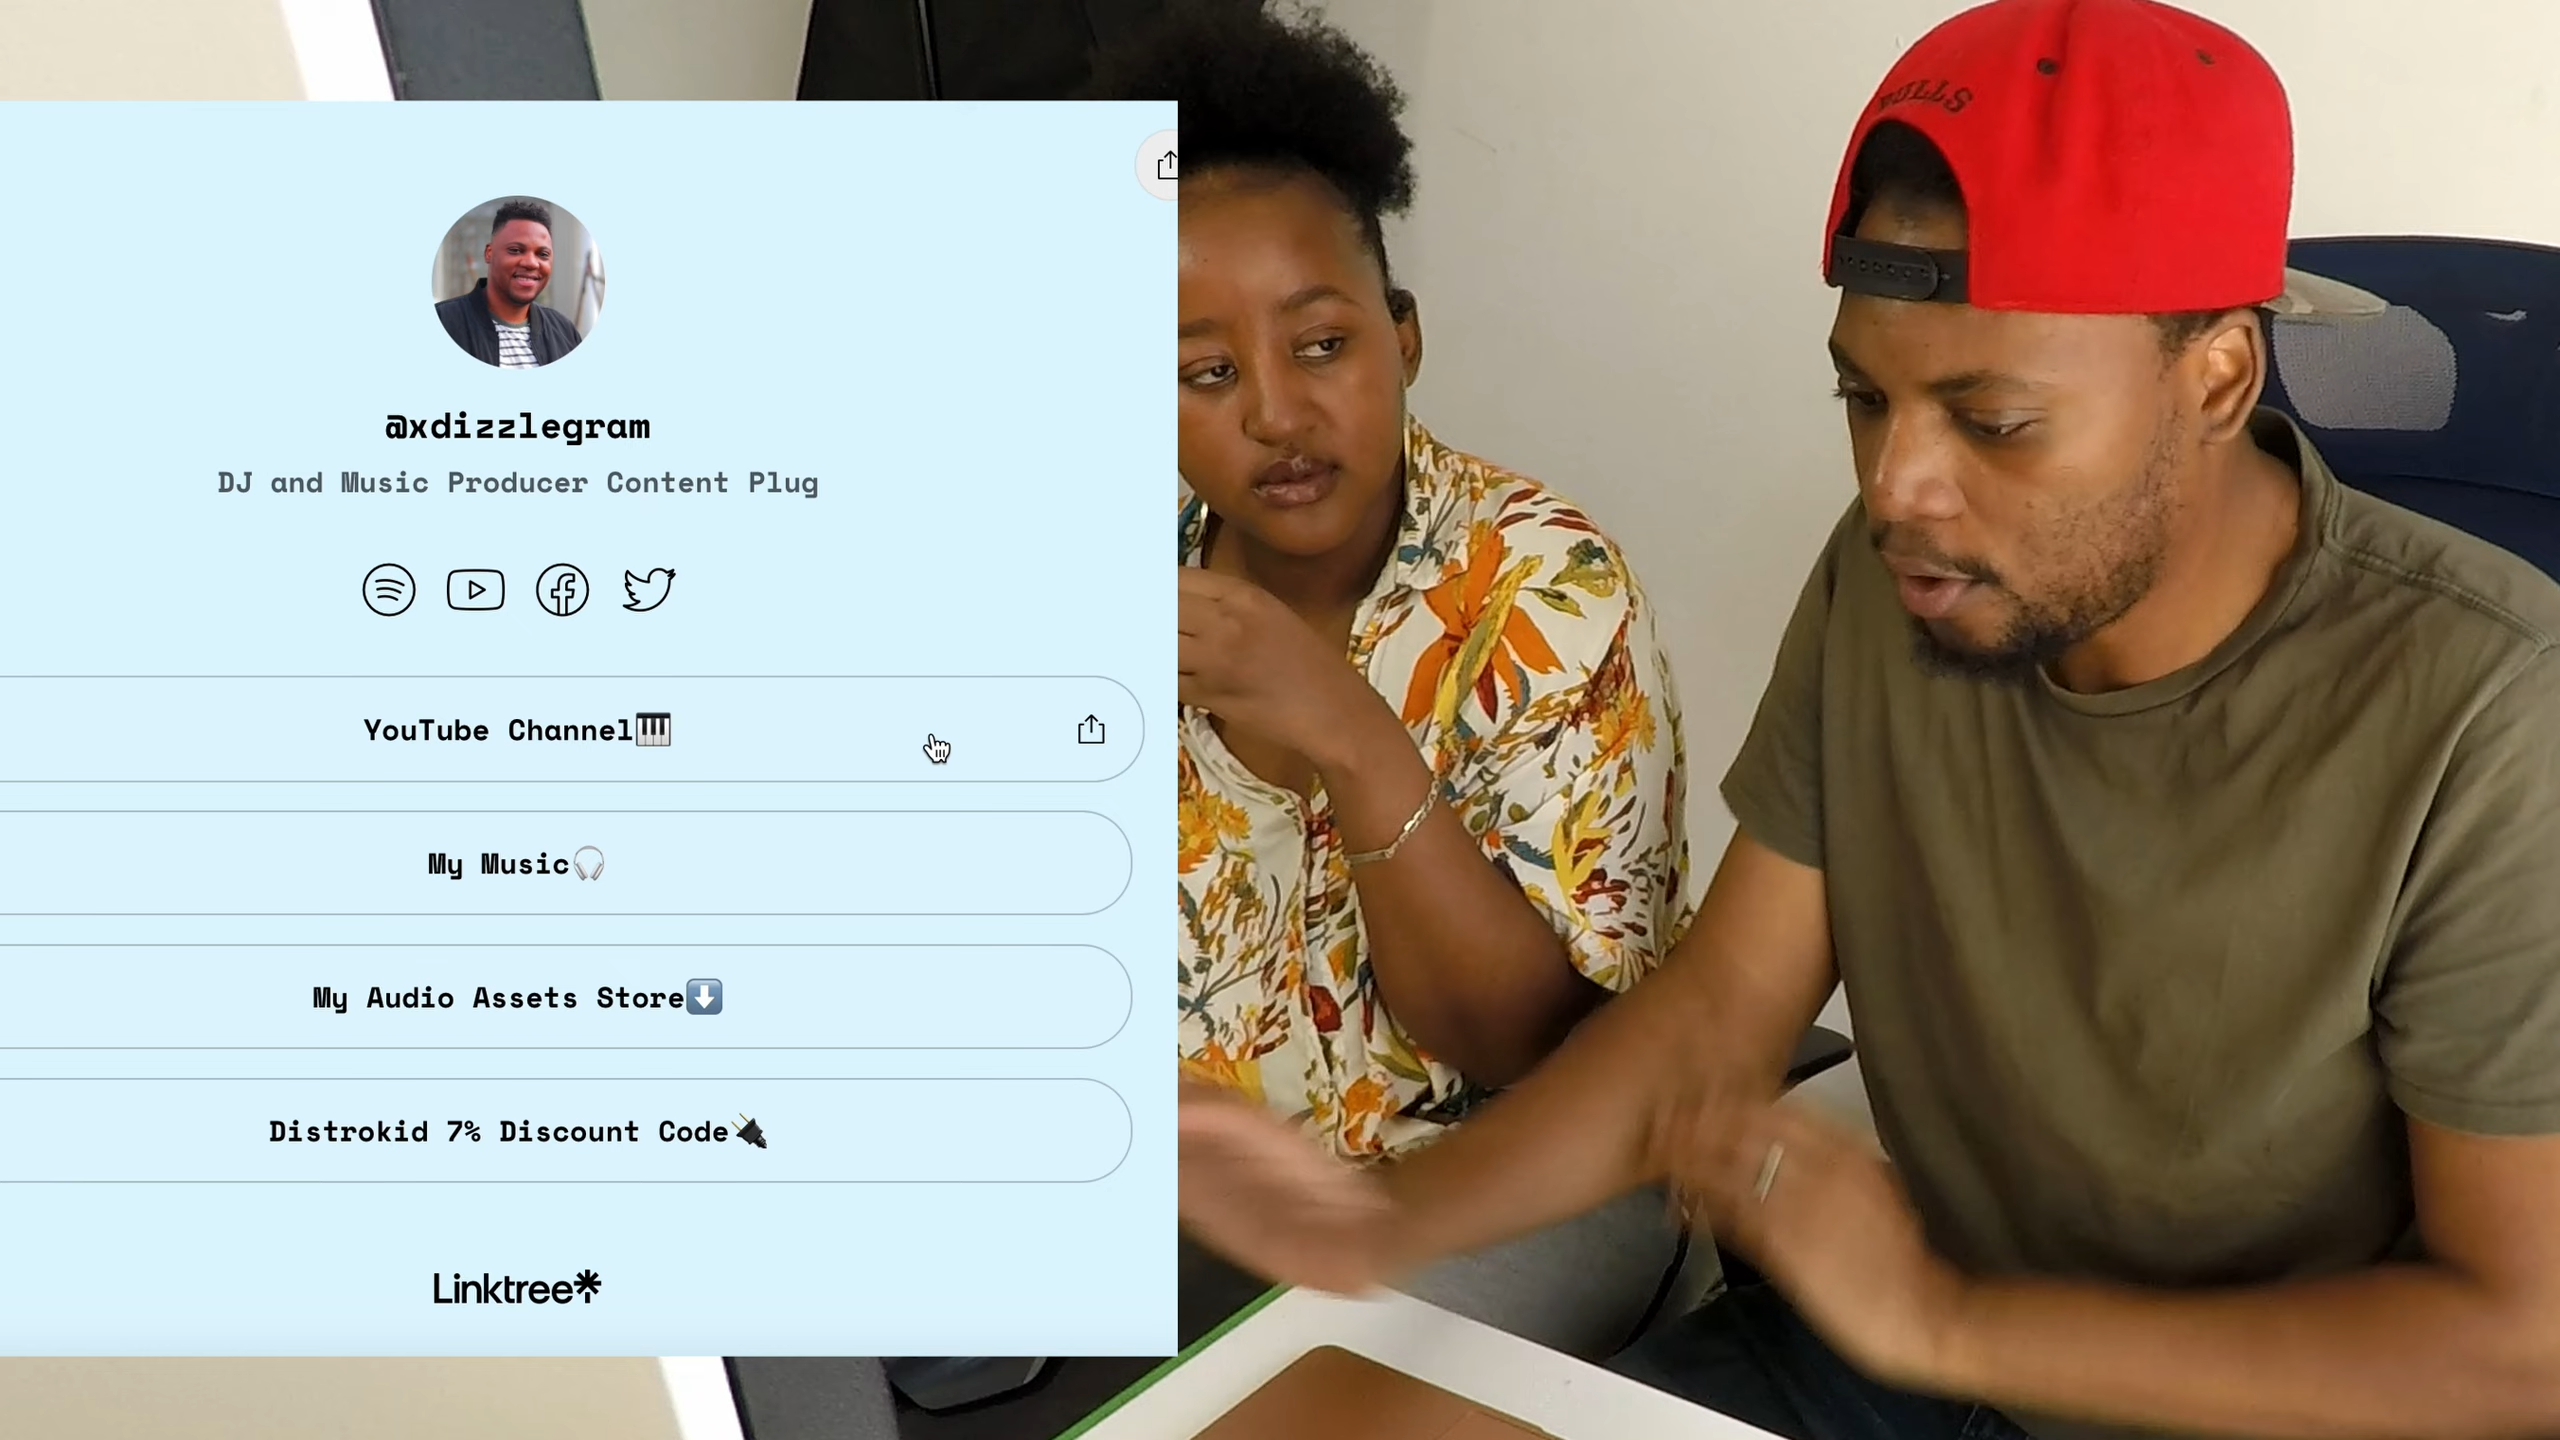 BULLS
@xdizzlegram
DJ and Music Producer Content Plug
YouTube Channel🎹
My Music🎧
My Audio Assets Store⬇️
Distrokid 7% Discount Code🔌
Linktree